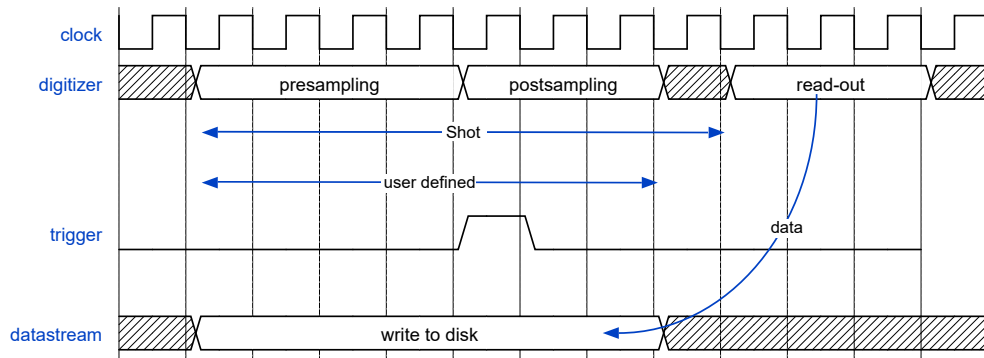 clock
digitizer
presampling
postsampling
read-out
Shot
user defined
trigger
data
datastream
write to disk